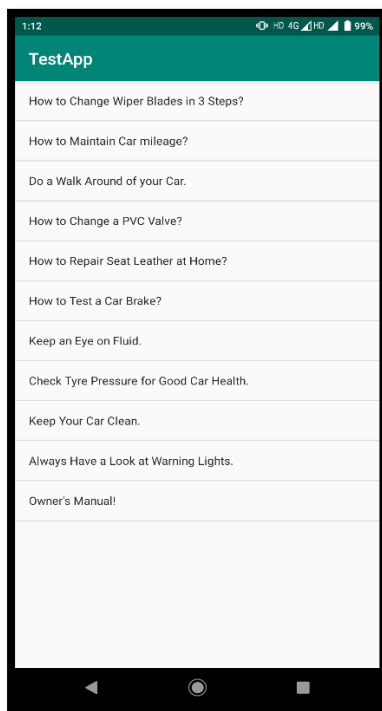 1:12 HD 4G HD 99%
TestApp
How to Change Wiper Blades in 3 Steps?
How to Maintain Car mileage?
Do a Walk Around of your Car.
How to Change a PVC Valve?
How to Repair Seat Leather at Home?
How to Test a Car Brake?
Keep an Eye on Fluid.
Check Tyre Pressure for Good Car Health.
Keep Your Car Clean.
Always Have a Look at Warning Lights.
Owner's Manual!